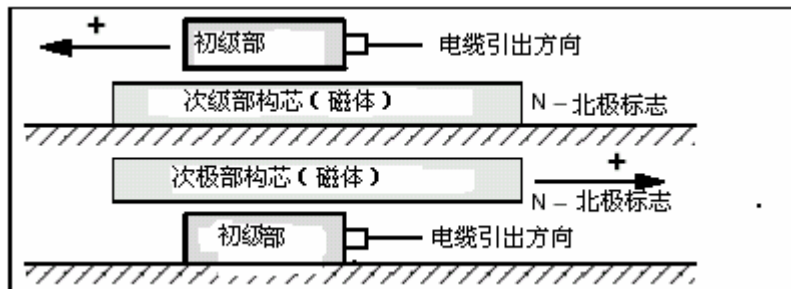 +
初级部 电缆引出方向
次级部构芯(磁体) N－北极标志
次极部构芯(磁体) +
N－北极标志
初级部 电缆引出方向